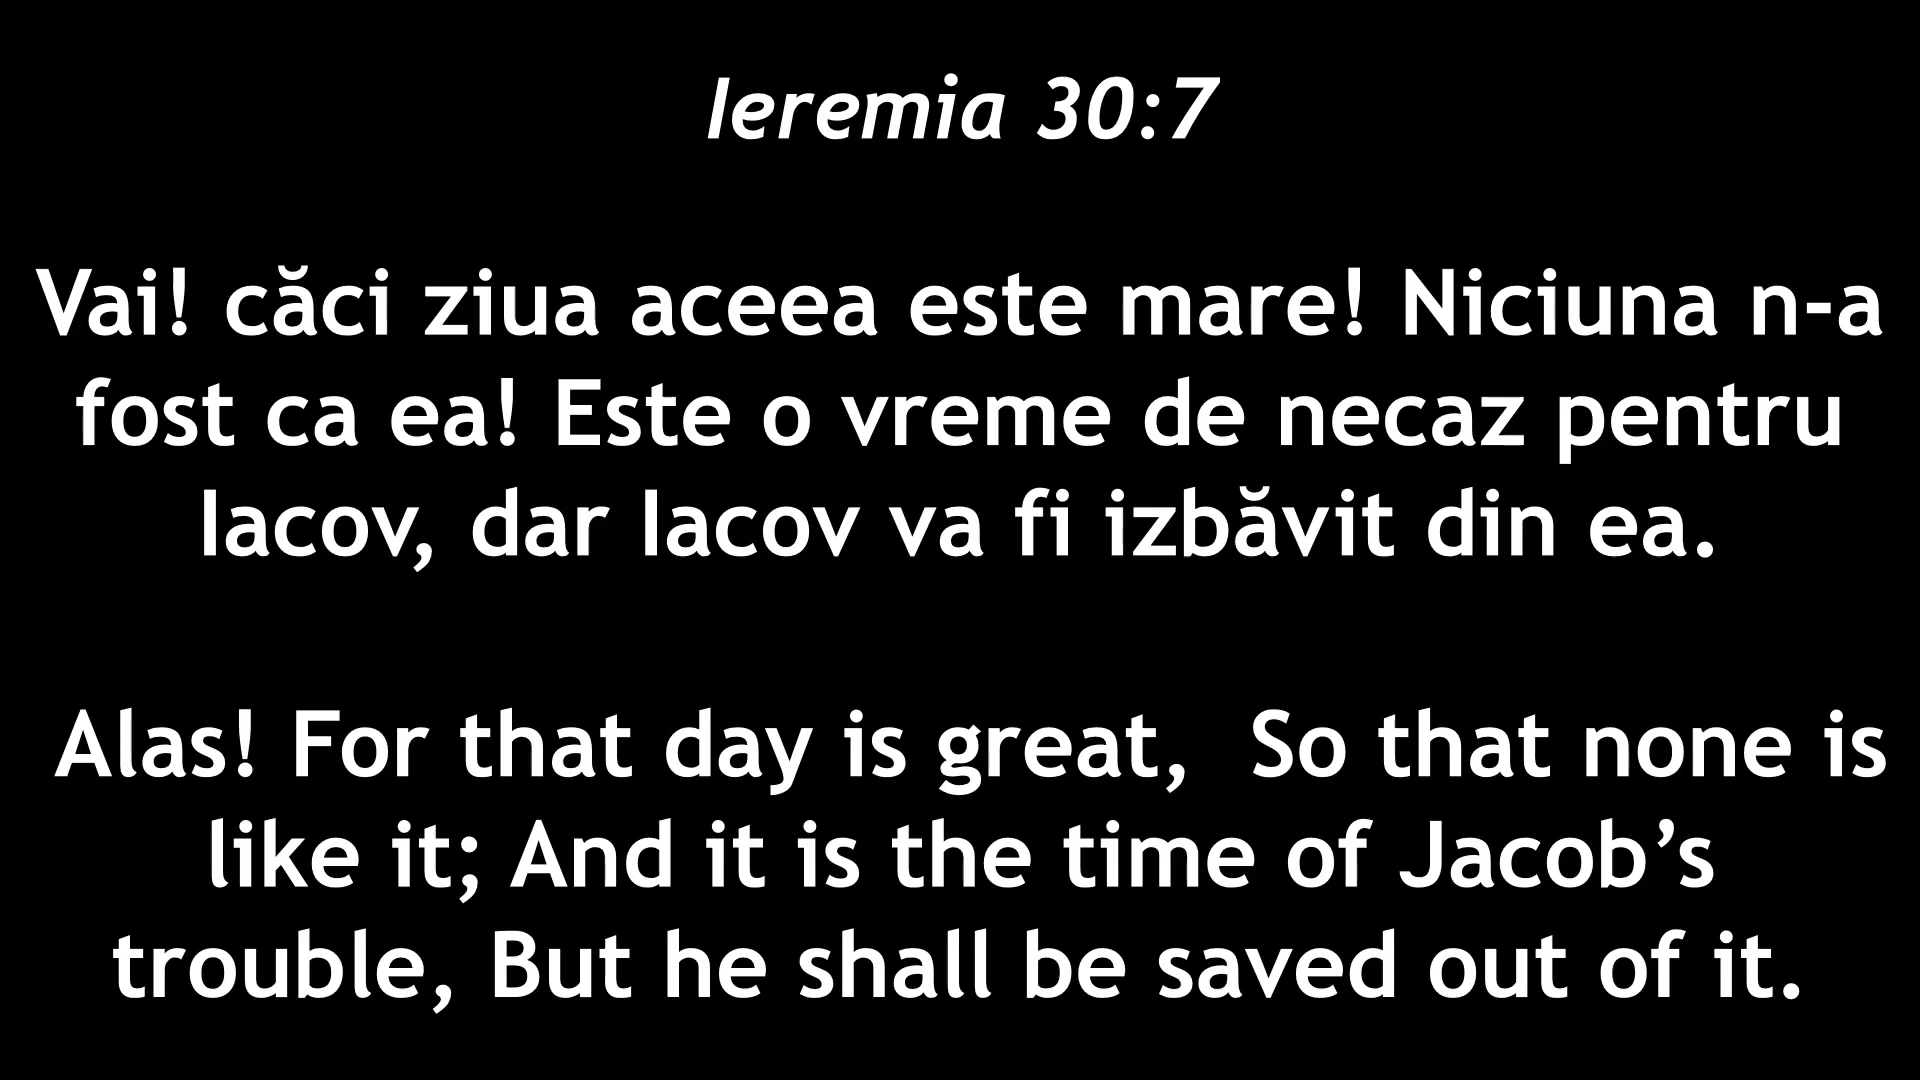 Ieremia 30:7
Vai! căci ziua aceea este mare! Niciuna n-a
fost ca ea! Este o vreme de necaz pentru
Iacov, dar Iacov va fi izbăvit din ea.
Alas! For that day is great,  So that none is
like it; And it is the time of Jacob’s
trouble, But he shall be saved out of it.